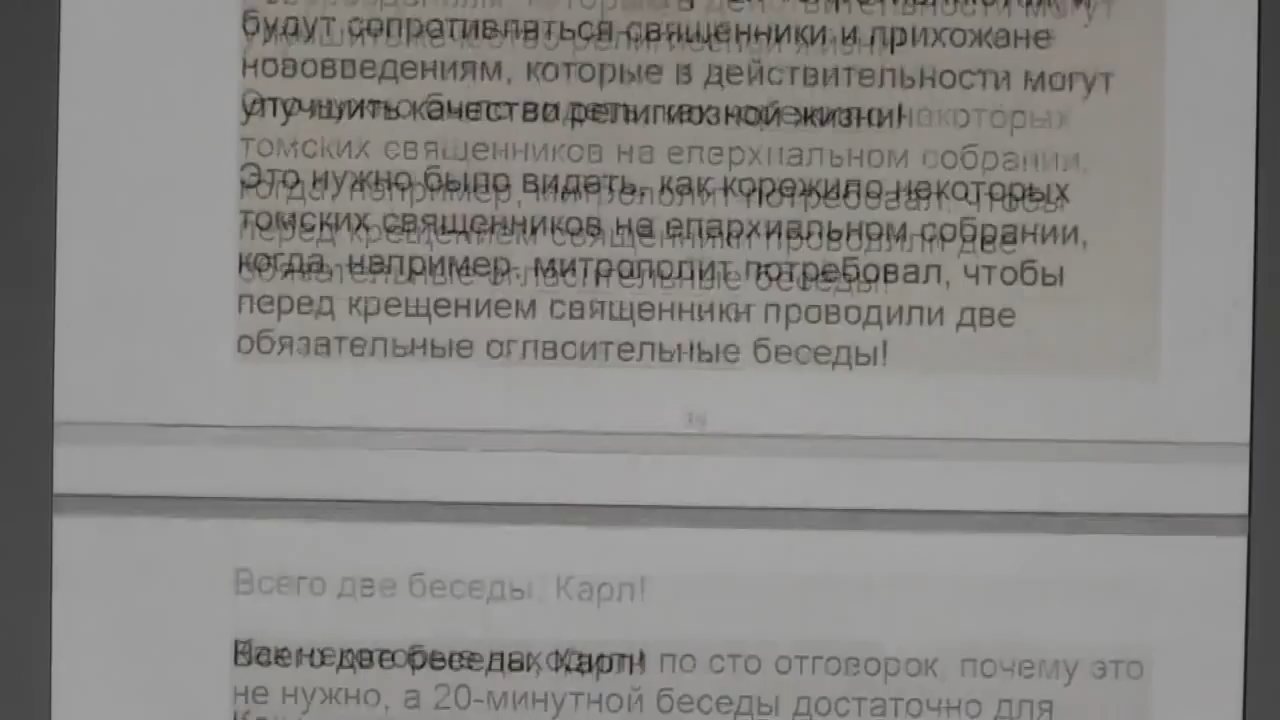 будут сопротивляться священники и прихожане
нововведениям, которые в действительности могут
улучшить качество религиозной жизни!
Это нужно было видеть, как корежило некоторых
томских священников на епархиальном собрании,
когда, например, митрополит потребовал, чтобы
перед крещением священники проводили две
обязательные огласительные беседы!
Всего две беседы, Карл!
по сто отговорок, почему это
не нужно, а 20-минутной беседы достаточно для